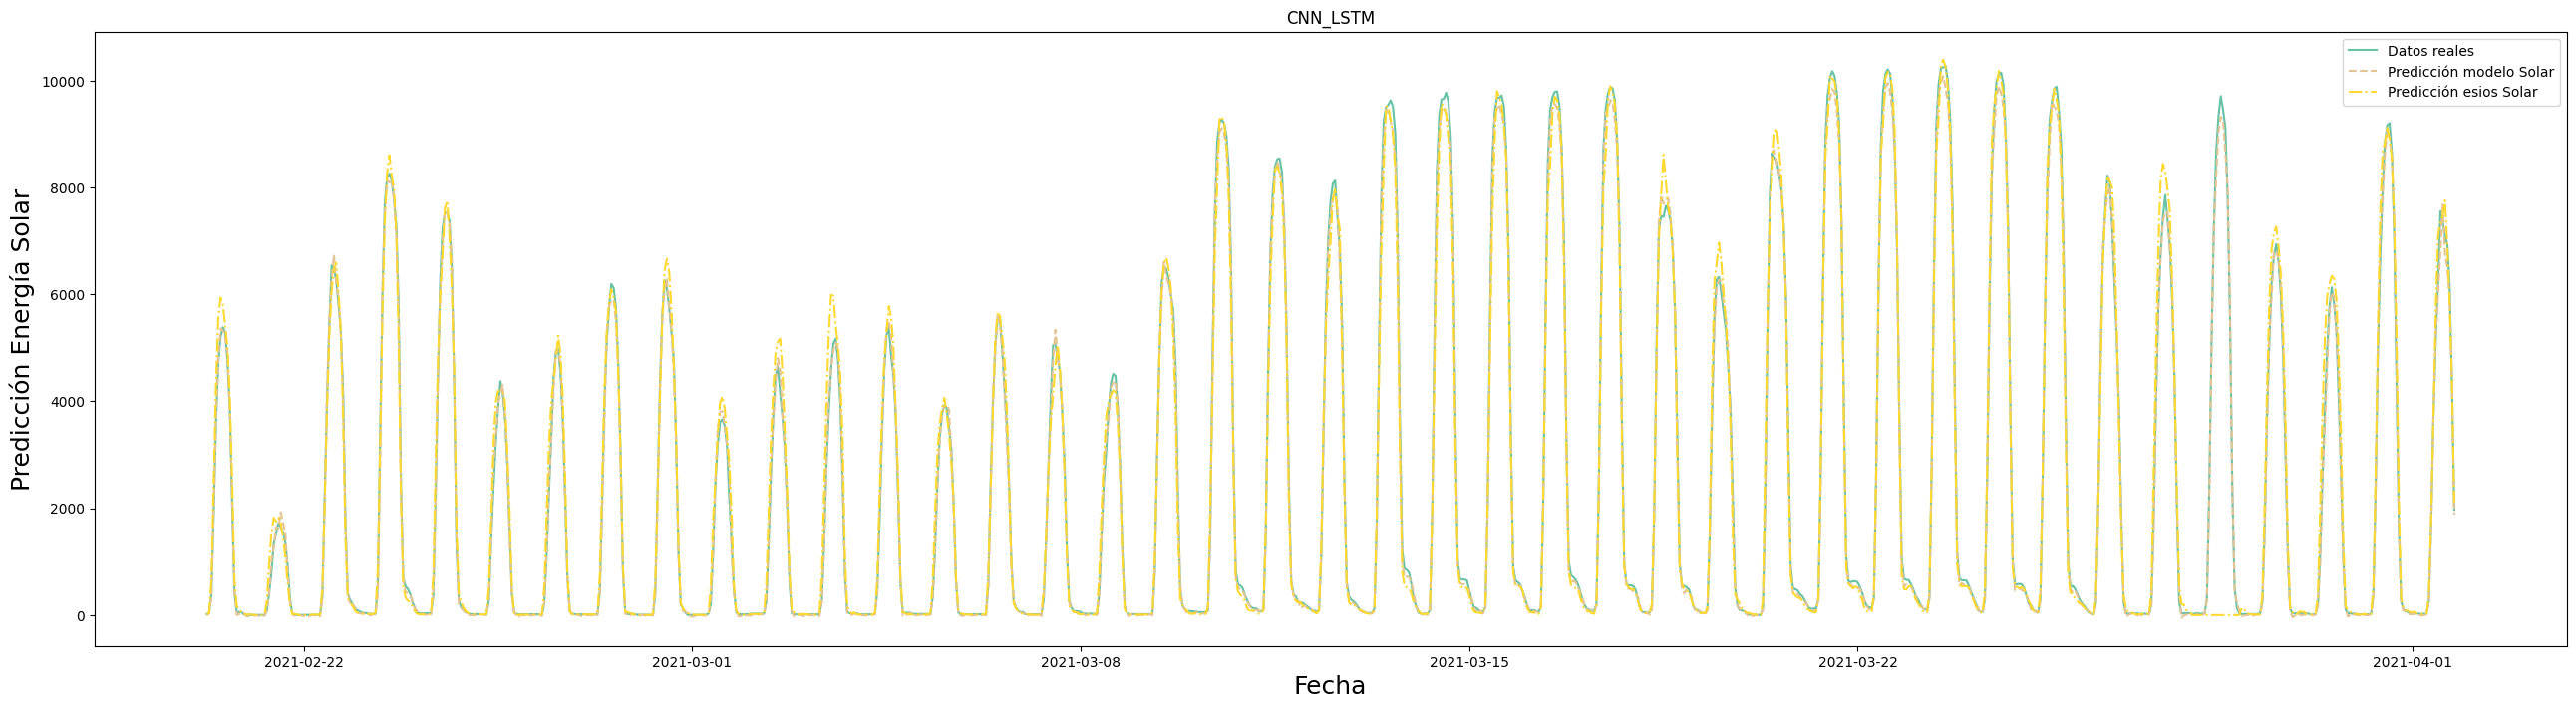 CNN_LSTM
Datos reales
Predicción modelo Solar
Predicción esios Solar
Predicción Energía Solar
10000
8000
6000
4000
2000
0
2021-02-22
2021-03-01
2021-03-08
2021-03-15
2021-03-22
2021-04-01
Fecha